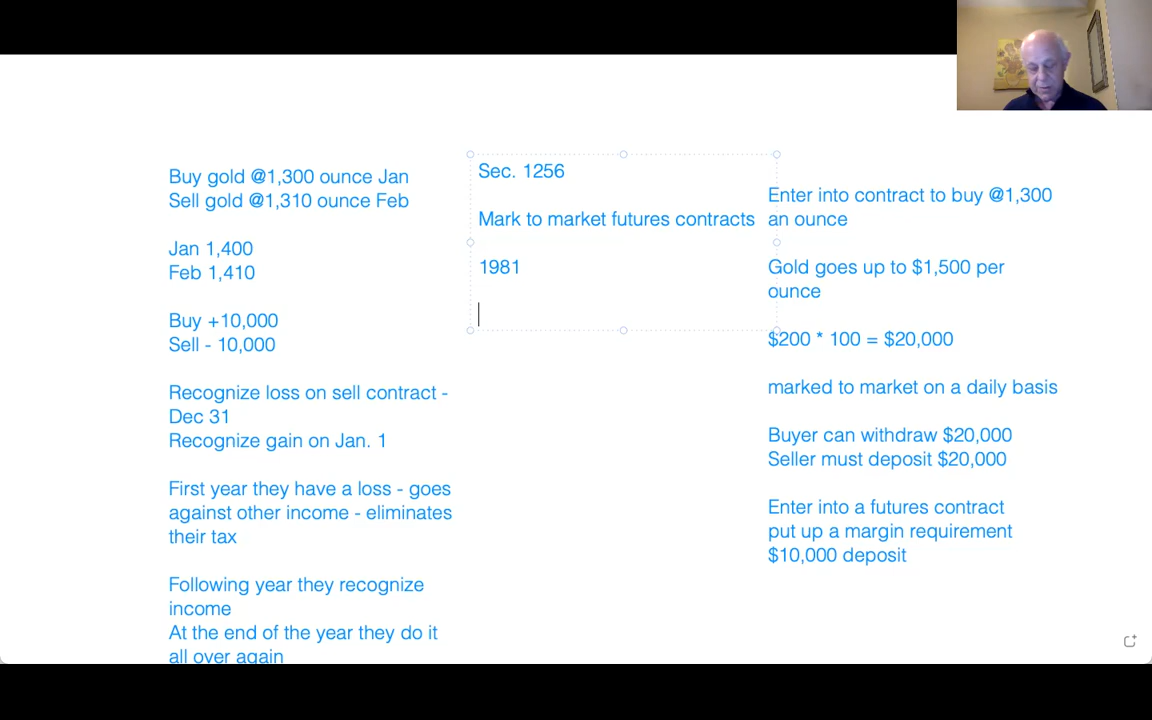 Buy gold @1,300 ounce Jan
Sell gold @1,310 ounce Feb
Jan 1,400
Feb 1,410
Buy +10,000
Sell - 10,000
Recognize loss on sell contract -
Dec 31
Recognize gain on Jan. 1
First year they have a loss - goes
against other income - eliminates
their tax
Following year they recognize
income
At the end of the year they do it
all over again
Sec. 1256
Mark to market futures contracts
1981
Enter into contract to buy @1,300
an ounce
Gold goes up to $1,500 per
ounce
$200 * 100 = $20,000
marked to market on a daily basis
Buyer can withdraw $20,000
Seller must deposit $20,000
Enter into a futures contract
put up a margin requirement
$10,000 deposit